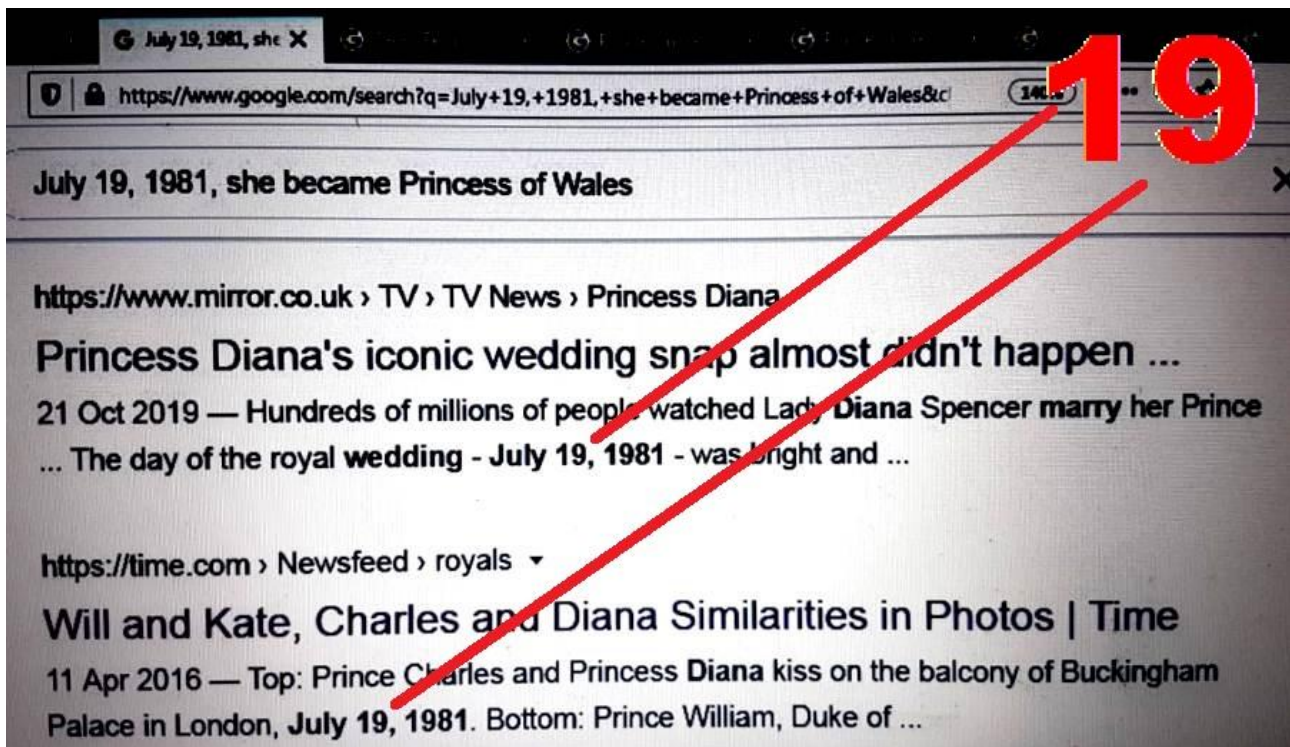 July 19, 1981, she
19
https://www.google.com/search?q=July+19,+1981,+she+became+Princess+of+Wales&c
July 19, 1981, she became Princess of Wales
https://www.mirror.co.uk › TV › TV News › Princess Diana
Princess Diana's iconic wedding snap almost didn't happen ...
21 Oct 2019 — Hundreds of millions of people watched Lady Diana Spencer marry her Prince
... The day of the royal wedding - July 19, 1981 - was bright and ...
https://time.com › Newsfeed › royals
Will and Kate, Charles and Diana Similarities in Photos | Time
11 Apr 2016 — Top: Prince Charles and Princess Diana kiss on the balcony of Buckingham
Palace in London, July 19, 1981. Bottom: Prince William, Duke of ...